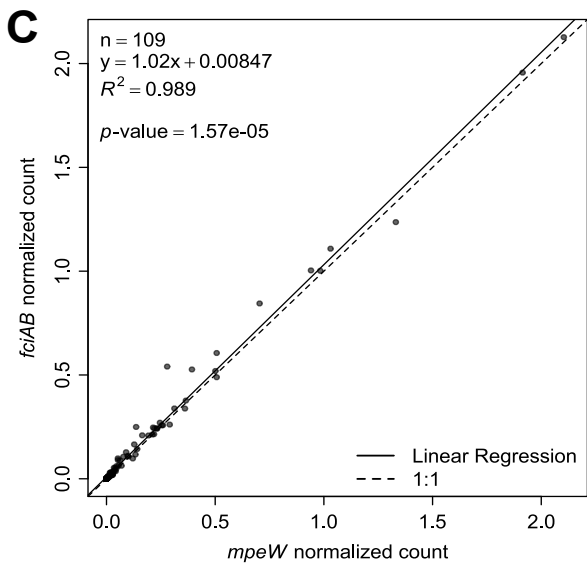 C
n = 109
y = 1.02x + 0.00847
R² = 0.989
p-value = 1.57e-05
2.0
1.5
1.0
0.5
0.0
fciAB normalized count
Linear Regression
1:1
0.0 0.5 1.0 1.5 2.0
mpeW normalized count